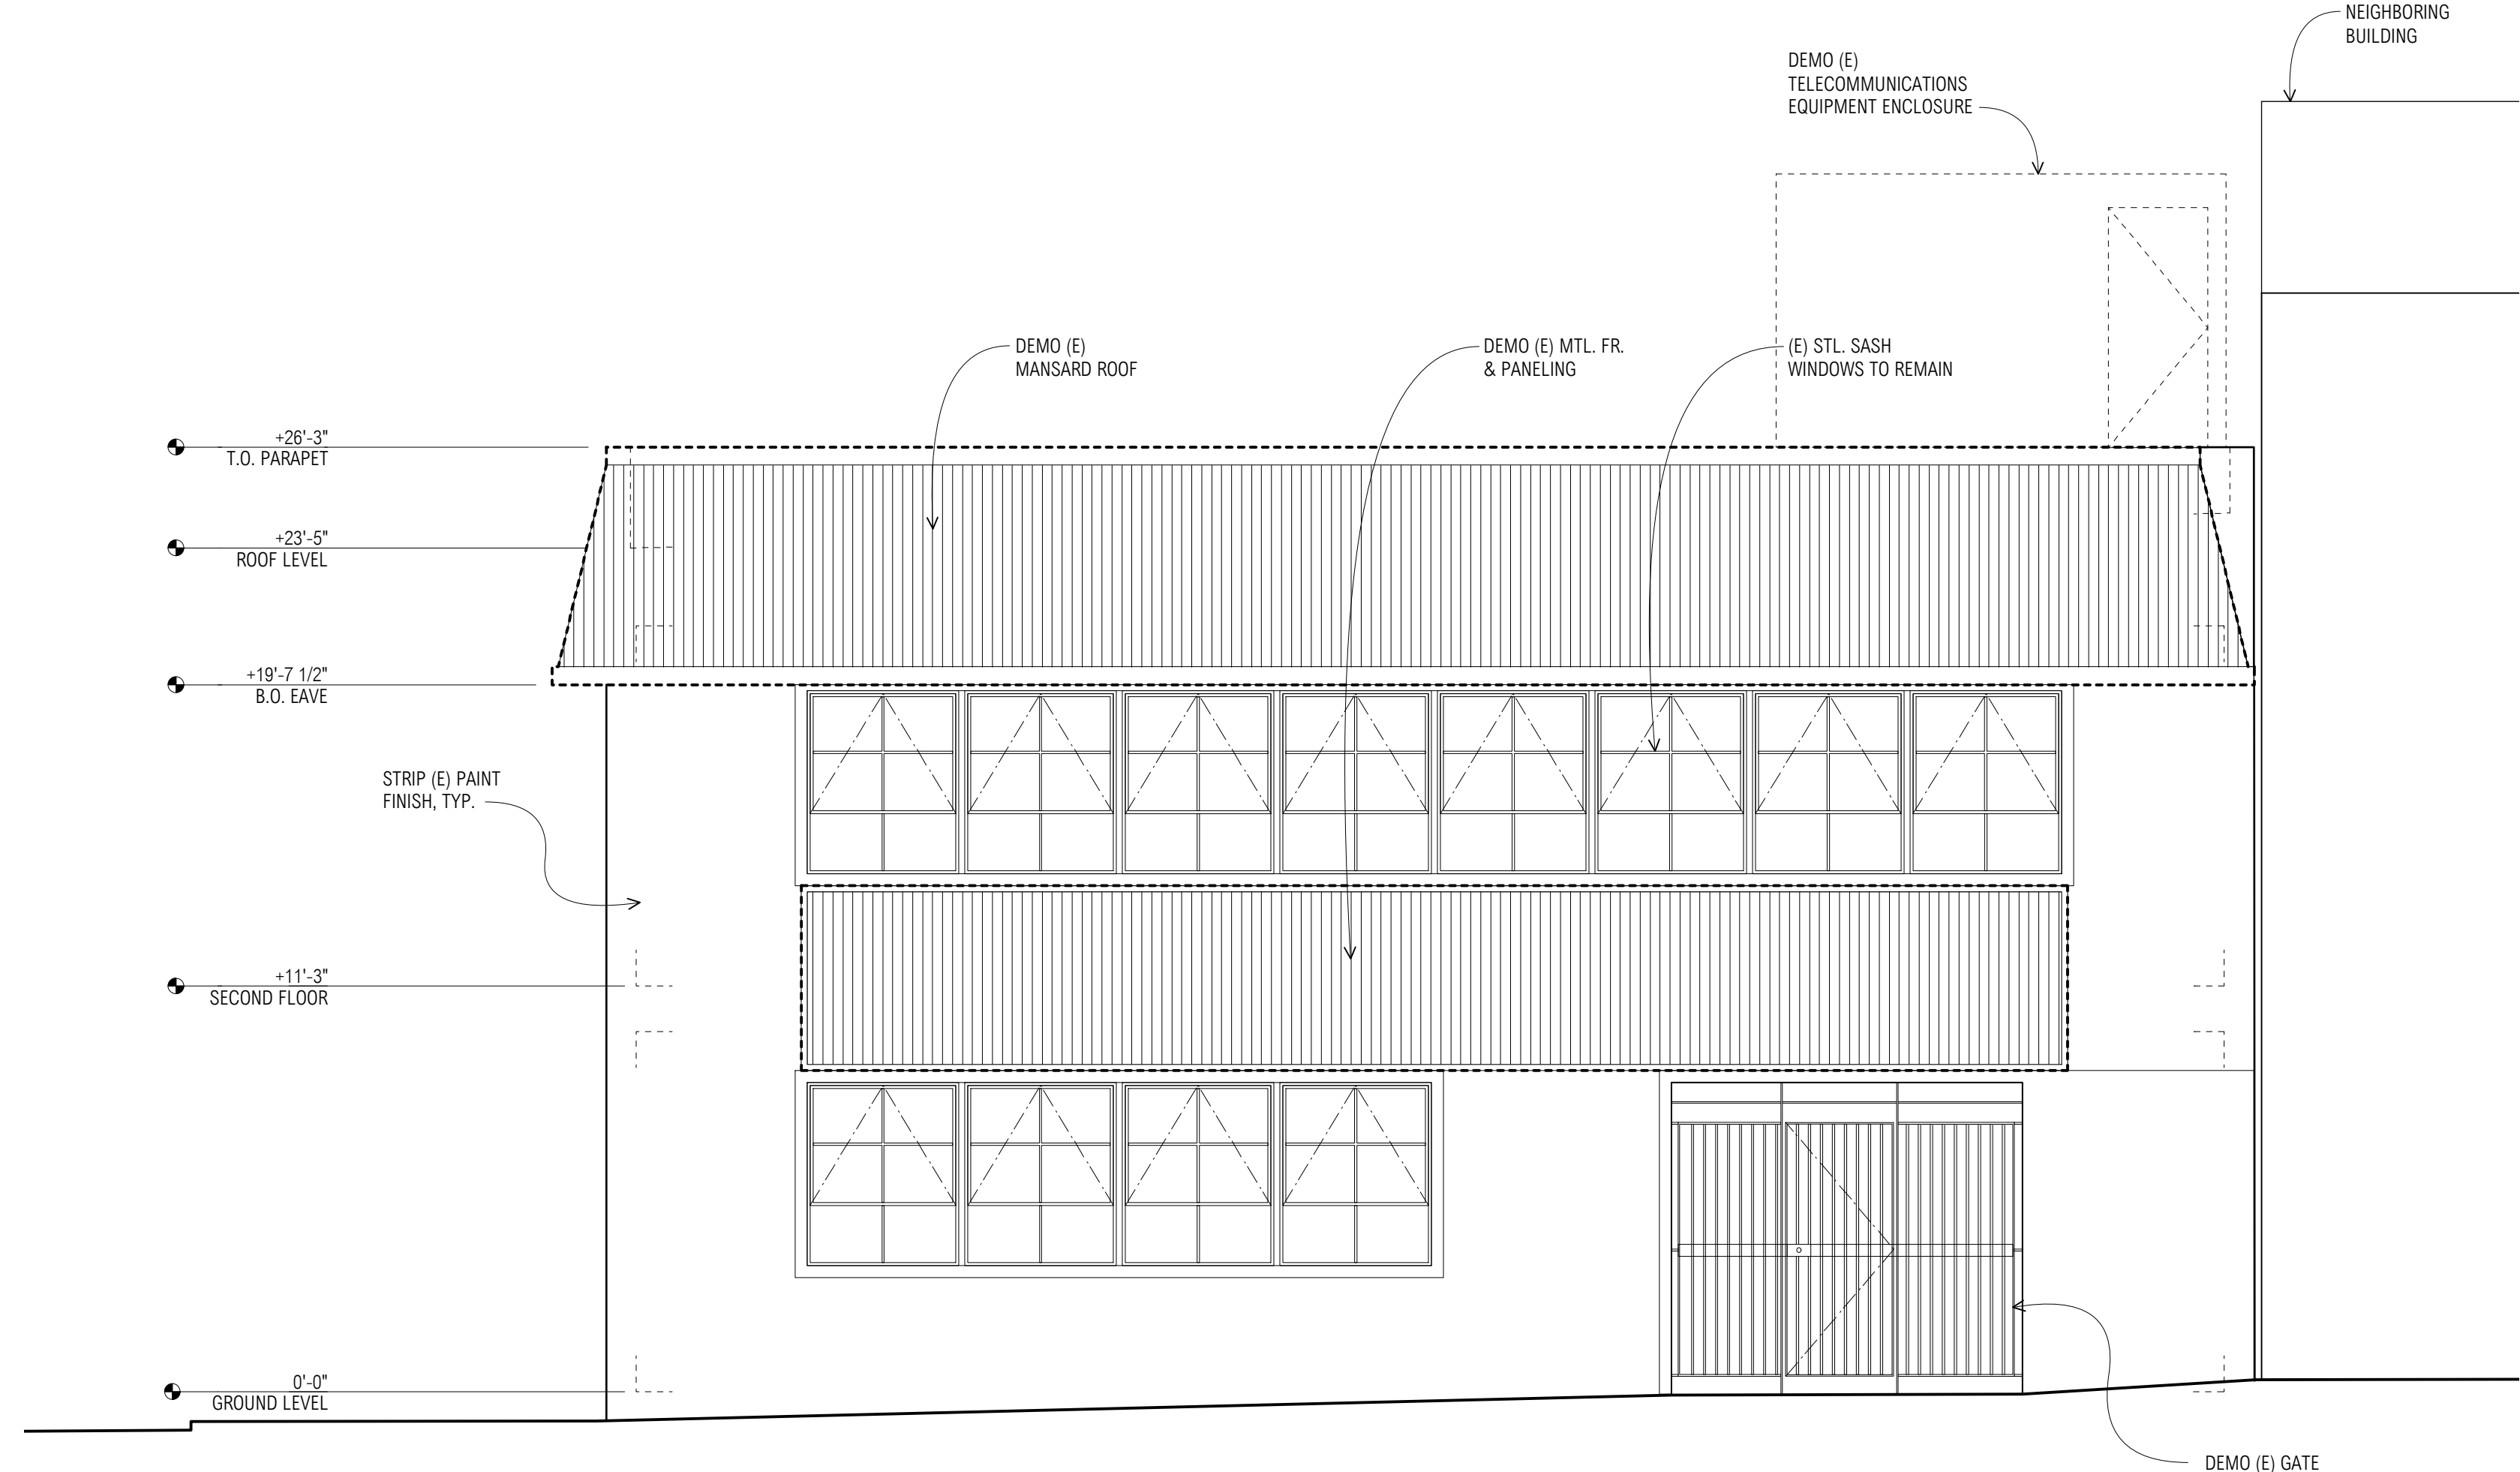 NEIGHBORING
BUILDING
DEMO (E)
TELECOMMUNICATIONS
EQUIPMENT ENCLOSURE
DEMO (E)
MANSARD ROOF
DEMO (E) MTL. FR.
& PANELING
(E) STL. SASH
WINDOWS TO REMAIN
+26'-3"
T.O. PARAPET
+23'-5"
ROOF LEVEL
+19'-7 1/2"
B.O. EAVE
STRIP (E) PAINT
FINISH, TYP.
+11'-3"
SECOND FLOOR
0'-0"
GROUND LEVEL
DEMO (E) GATE